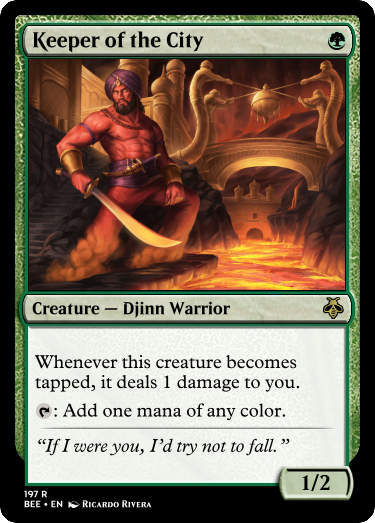 Keeper of the City
Creature — Djinn Warrior
Whenever this creature becomes
tapped, it deals 1 damage to you.
: Add one mana of any color.
“If I were you, I’d try not to fall.”
1/2
197 R
BEE • EN Ricardo Rivera